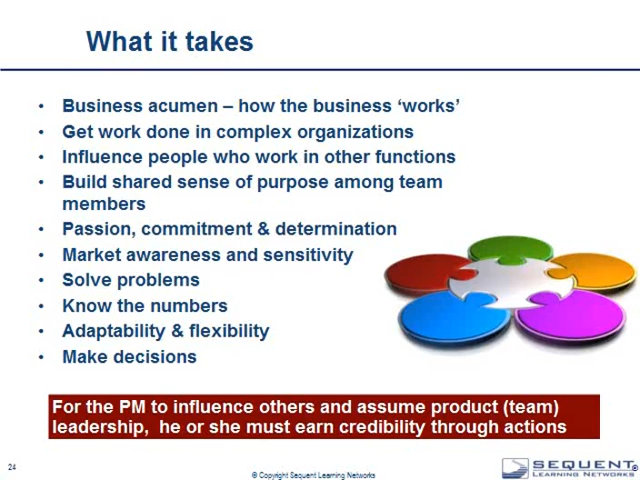 What it takes
• Business acumen – how the business ‘works’
• Get work done in complex organizations
• Influence people who work in other functions
• Build shared sense of purpose among team
members
• Passion, commitment & determination
• Market awareness and sensitivity
• Solve problems
• Know the numbers
• Adaptability & flexibility
• Make decisions
For the PM to influence others and assume product (team)
leadership, he or she must earn credibility through actions
24
© Copyright Sequent Learning Networks
SEQUENT®
LEARNING NETWORKS